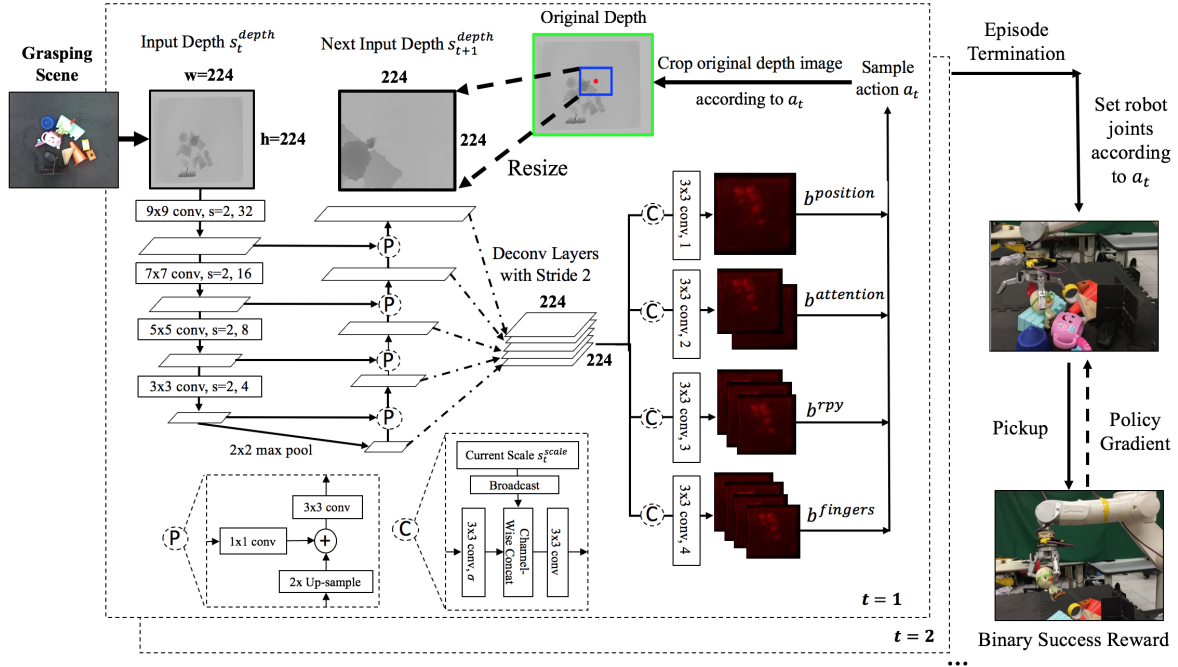 Grasping
Scene
Input Depth s_t^{depth}
w=224
h=224
Next Input Depth s_{t+1}^{depth}
224
224
Original Depth
Resize
Crop original depth image
according to a_t
Sample
action a_t
Episode
Termination
Set robot
joints
according
to a_t
9x9 conv, s=2, 32
7x7 conv, s=2, 16
5x5 conv, s=2, 8
3x3 conv, s=2, 4
2x2 max pool
P
P
P
P
Deconv Layers
with Stride 2
224
224
C
3x3 conv, 1
b^{position}
C
3x3 conv, 2
b^{attention}
C
3x3 conv, 3
b^{rpy}
C
3x3 conv, 4
b^{fingers}
P
1x1 conv
3x3 conv
+
2x Up-sample
C
Current Scale s_t^{scale}
Broadcast
3x3 conv, σ
Channel-
Wise Concat
3x3 conv
t = 1
t = 2
...
Pickup
Policy
Gradient
Binary Success Reward